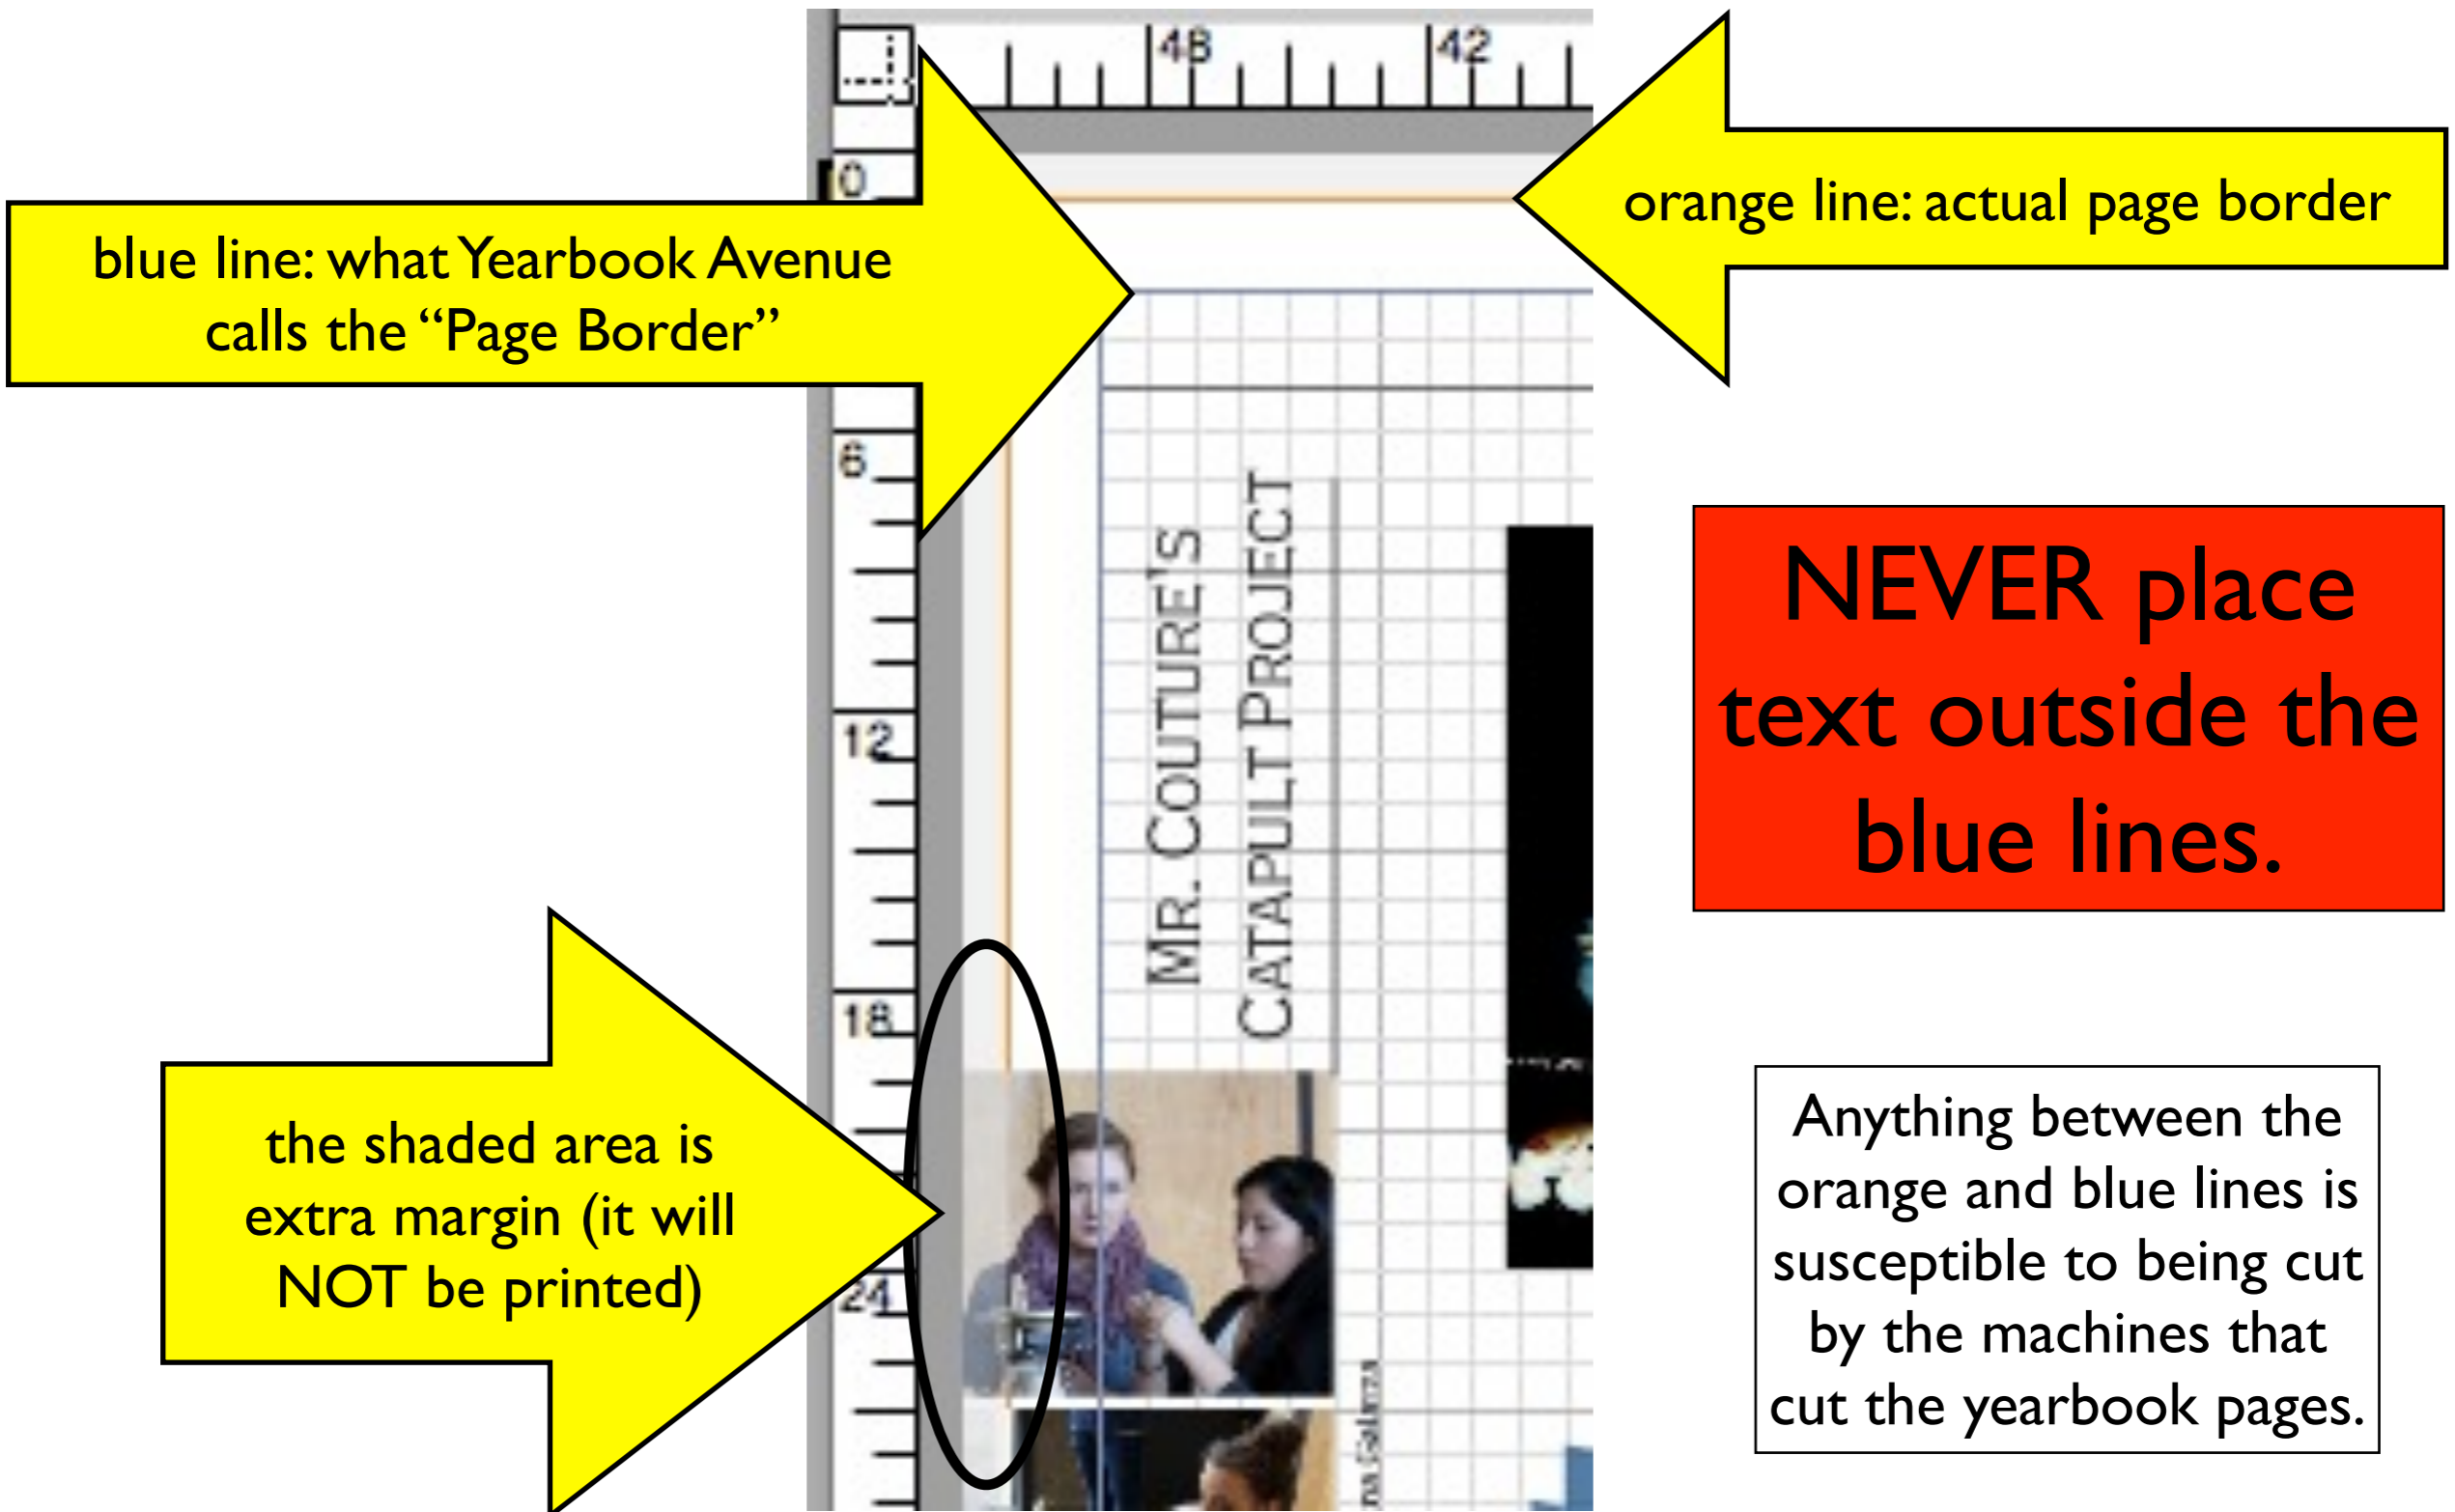 48
42
0
orange line: actual page border
blue line: what Yearbook Avenue
calls the “Page Border”
6
MR. COUTURE'S
CATAPULT PROJECT
NEVER place
text outside the
blue lines.
12
18
the shaded area is
extra margin (it will
NOT be printed)
24
Anything between the
orange and blue lines is
susceptible to being cut
by the machines that
cut the yearbook pages.